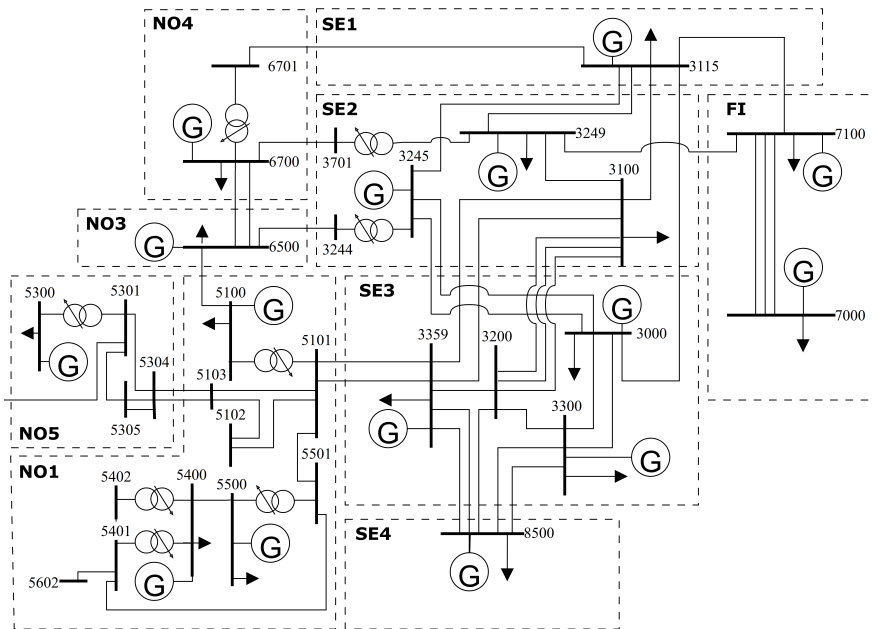 NO4
SE1
G
6701
3115
SE2
FI
G
3249
7100
6700
3701
3245
G
3100
G
G
NO3
G
6500
3244
G
5300
5301
5100
G
SE3
G
7000
3359
3200
3000
5101
G
5304
5103
5102
NO5
5305
G
3300
G
NO1
5501
5402
5400
5500
5401
G
SE4
8500
5602
G
G